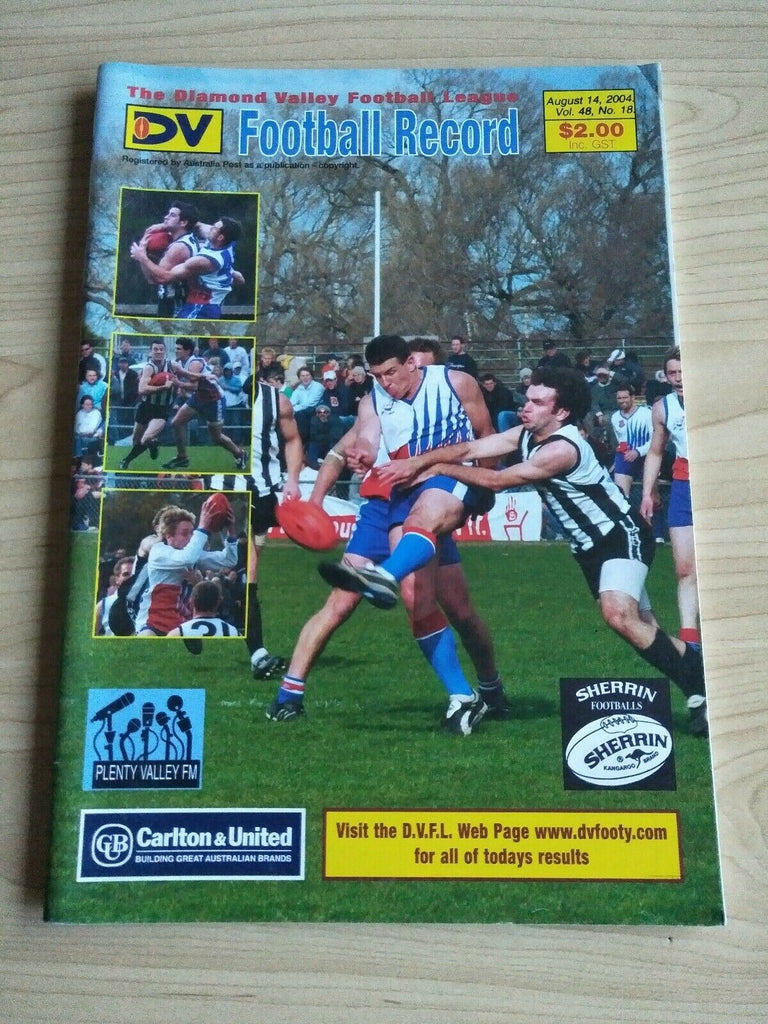 The Diamond Valley Football League
DV
Football Record
Registered by Australia Post as a publication - copyright.
August 14, 2004.
Vol. 48, No. 18.
$2.00
Inc. GST
3
PLENTY VALLEY FM
SHERRIN
FOOTBALLS
SHERRIN
®
KANGAROO BRAND
CUB
Carlton & United
BUILDING GREAT AUSTRALIAN BRANDS
Visit the D.V.F.L. Web Page www.dvfooty.com
for all of todays results